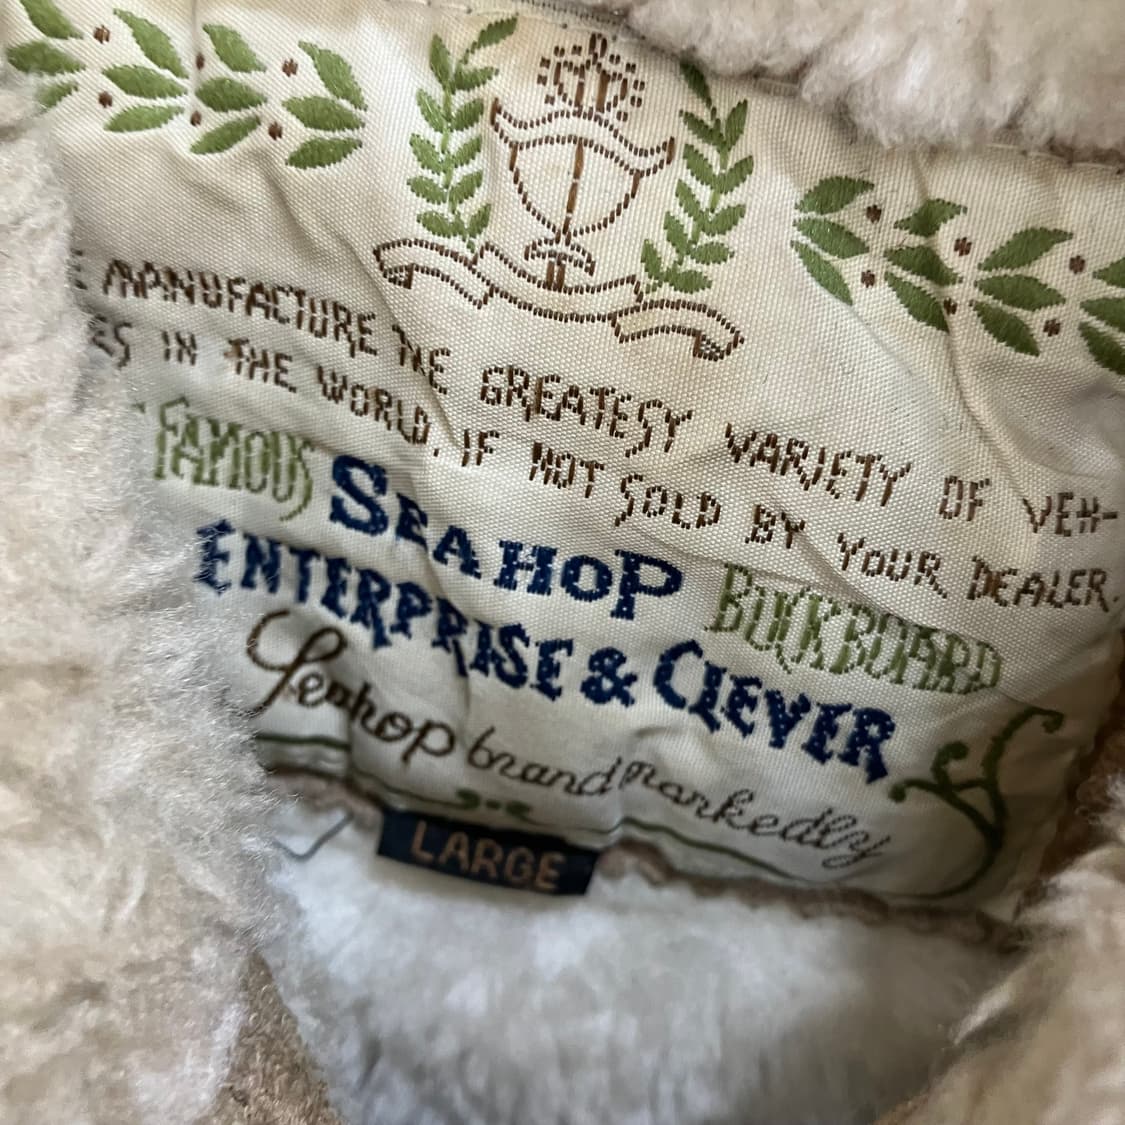 MANUFACTURE THE GREATESY VARIETY OF VEH-
ES IN THE WORLD. IF NOT SOLD BY YOUR DEALER.
FAMOUS SEA HOP BUCKBOARD
ENTERPRISE & CLEVER
Seahop brand markedly
LARGE